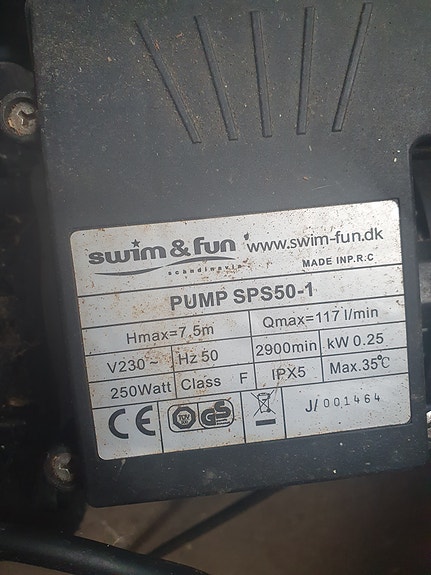 swim & fun www.swim-fun.dk
scandinavia
MADE INP.R.C
PUMP SPS50-1
Hmax=7.5m Qmax=117 l/min
V230 ~ Hz 50 2900min kW 0.25
250Watt Class F IPX5 Max.35℃
CE TÜV GS J/ 001464